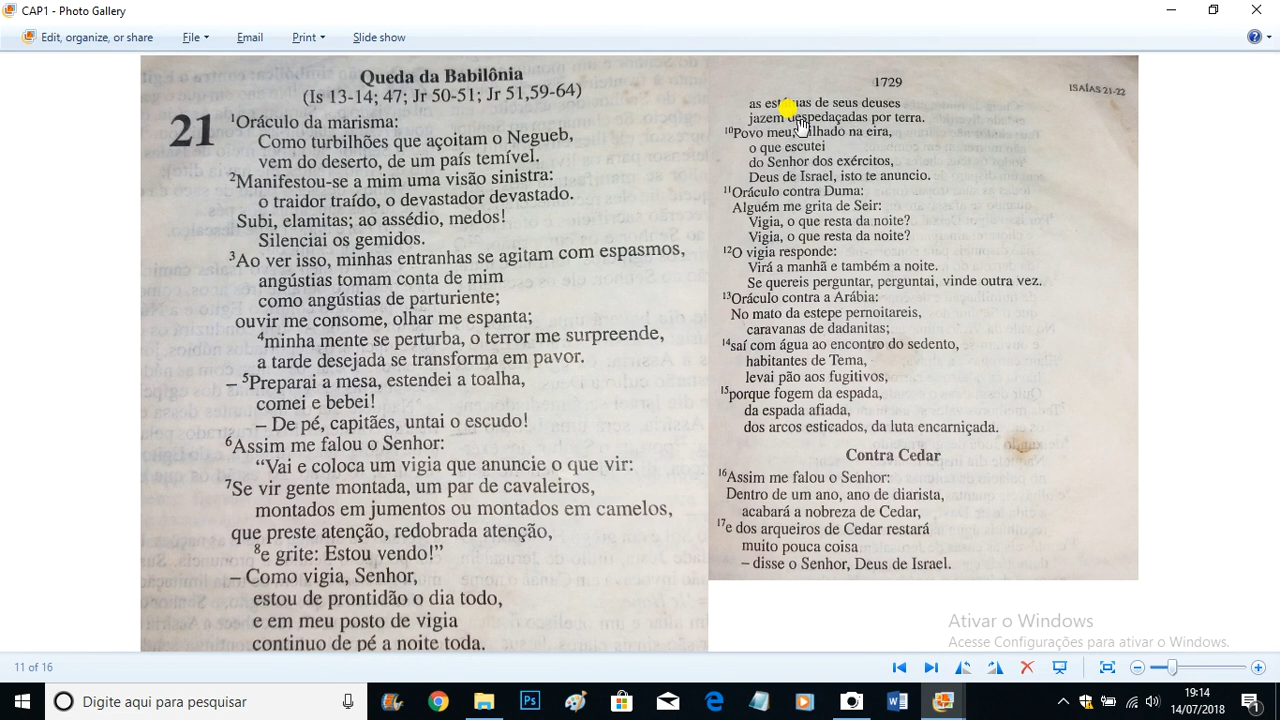 CAP1 - Photo Gallery
Edit, organize, or share
File
Email
Print
Slide show
Queda da Babilônia
(Is 13-14; 47; Jr 50-51; Jr 51,59-64)
21 ¹Oráculo da marisma:
Como turbilhões que açoitam o Negueb,
vem do deserto, de um país temível.
²Manifestou-se a mim uma visão sinistra:
o traidor traído, o devastador devastado.
Subi, elamitas; ao assédio, medos!
Silenciai os gemidos.
³Ao ver isso, minhas entranhas se agitam com espasmos,
angústias tomam conta de mim
como angústias de parturiente;
ouvir me consome, olhar me espanta;
⁴minha mente se perturba, o terror me surpreende,
a tarde desejada se transforma em pavor.
– ⁵Preparai a mesa, estendei a toalha,
comei e bebei!
– De pé, capitães, untai o escudo!
⁶Assim me falou o Senhor:
“Vai e coloca um vigia que anuncie o que vir:
⁷Se vir gente montada, um par de cavaleiros,
montados em jumentos ou montados em camelos,
que preste atenção, redobrada atenção,
⁸e grite: Estou vendo!”
– Como vigia, Senhor,
estou de prontidão o dia todo,
e em meu posto de vigia
continuo de pé a noite toda.
1729
ISAÍAS 21-22
as estátuas de seus deuses
jazem despedaçadas por terra.
¹⁰Povo meu, trilhado na eira,
o que escutei
do Senhor dos exércitos,
Deus de Israel, isto te anuncio.
¹¹Oráculo contra Duma:
Alguém me grita de Seir:
Vigia, o que resta da noite?
Vigia, o que resta da noite?
¹²O vigia responde:
Virá a manhã e também a noite.
Se quereis perguntar, perguntai, vinde outra vez.
¹³Oráculo contra a Arábia:
No mato da estepe pernoitareis,
caravanas de dadanitas;
¹⁴saí com água ao encontro do sedento,
habitantes de Tema,
levai pão aos fugitivos,
¹⁵porque fogem da espada,
da espada afiada,
dos arcos esticados, da luta encarniçada.
Contra Cedar
¹⁶Assim me falou o Senhor:
Dentro de um ano, ano de diarista,
acabará a nobreza de Cedar,
¹⁷e dos arqueiros de Cedar restará
muito pouca coisa
– disse o Senhor, Deus de Israel.
Ativar o Windows
Acesse Configurações para ativar o Windows.
11 of 16
Digite aqui para pesquisar
19:14
14/07/2018